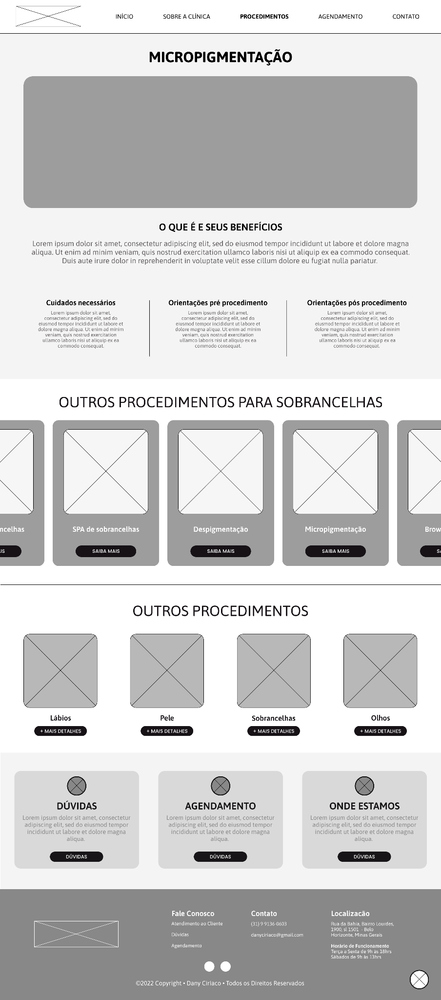 INÍCIO SOBRE A CLÍNICA PROCEDIMENTOS AGENDAMENTO CONTATO
MICROPIGMENTAÇÃO
O QUE É E SEUS BENEFÍCIOS
Lorem ipsum dolor sit amet, consectetur adipiscing elit, sed do eiusmod tempor incididunt ut labore et dolore magna
aliqua. Ut enim ad minim veniam, quis nostrud exercitation ullamco laboris nisi ut aliquip ex ea commodo consequat.
Duis aute irure dolor in reprehenderit in voluptate velit esse cillum dolore eu fugiat nulla pariatur.
Cuidados necessários
Lorem ipsum dolor sit amet,
consectetur adipiscing elit, sed do
eiusmod tempor incididunt ut labore et
dolore magna aliqua. Ut enim ad minim
veniam, quis nostrud exercitation
ullamco laboris nisi ut aliquip ex ea
commodo consequat.
Orientações pré procedimento
Lorem ipsum dolor sit amet,
consectetur adipiscing elit, sed do
eiusmod tempor incididunt ut labore et
dolore magna aliqua. Ut enim ad minim
veniam, quis nostrud exercitation
ullamco laboris nisi ut aliquip ex ea
commodo consequat.
Orientações pós procedimento
Lorem ipsum dolor sit amet,
consectetur adipiscing elit, sed do
eiusmod tempor incididunt ut labore et
dolore magna aliqua. Ut enim ad minim
veniam, quis nostrud exercitation
ullamco laboris nisi ut aliquip ex ea
commodo consequat.
OUTROS PROCEDIMENTOS PARA SOBRANCELHAS
ncelhas
IS
SPA de sobrancelhas
SAIBA MAIS
Despigmentação
SAIBA MAIS
Micropigmentação
SAIBA MAIS
Brow
SA
OUTROS PROCEDIMENTOS
Lábios
+ MAIS DETALHES
Pele
+ MAIS DETALHES
Sobrancelhas
+ MAIS DETALHES
Olhos
+ MAIS DETALHES
DÚVIDAS
Lorem ipsum dolor sit amet, consectetur
adipiscing elit, sed do eiusmod tempor
incididunt ut labore et dolore magna
aliqua.
DÚVIDAS
AGENDAMENTO
Lorem ipsum dolor sit amet, consectetur
adipiscing elit, sed do eiusmod tempor
incididunt ut labore et dolore magna
aliqua.
DÚVIDAS
ONDE ESTAMOS
Lorem ipsum dolor sit amet, consectetur
adipiscing elit, sed do eiusmod tempor
incididunt ut labore et dolore magna
aliqua.
DÚVIDAS
Fale Conosco
Atendimento ao Cliente
Dúvidas
Agendamento
Contato
(31) 9 9136-0603
danyciriaco@gmail.com
Localizacão
Rua da Bahia, Bairro Lourdes,
1900, sl 1501 - Belo
Horizonte, Minas Gerais
Horário de Funcionamento
Terça a Sexta de 9h às 18hrs
Sábados de 9h às 13hrs
©2022 Copyright • Dany Ciríaco • Todos os Direitos Reservados